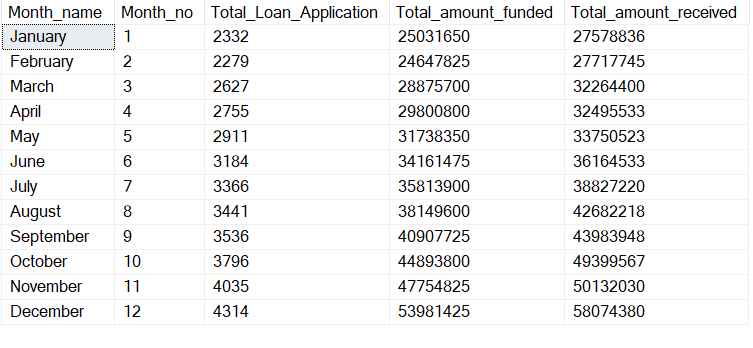 Month_name Month_no Total_Loan_Application Total_amount_funded Total_amount_received
January 1 2332 25031650 27578836
February 2 2279 24647825 27717745
March 3 2627 28875700 32264400
April 4 2755 29800800 32495533
May 5 2911 31738350 33750523
June 6 3184 34161475 36164533
July 7 3366 35813900 38827220
August 8 3441 38149600 42682218
September 9 3536 40907725 43983948
October 10 3796 44893800 49399567
November 11 4035 47754825 50132030
December 12 4314 53981425 58074380